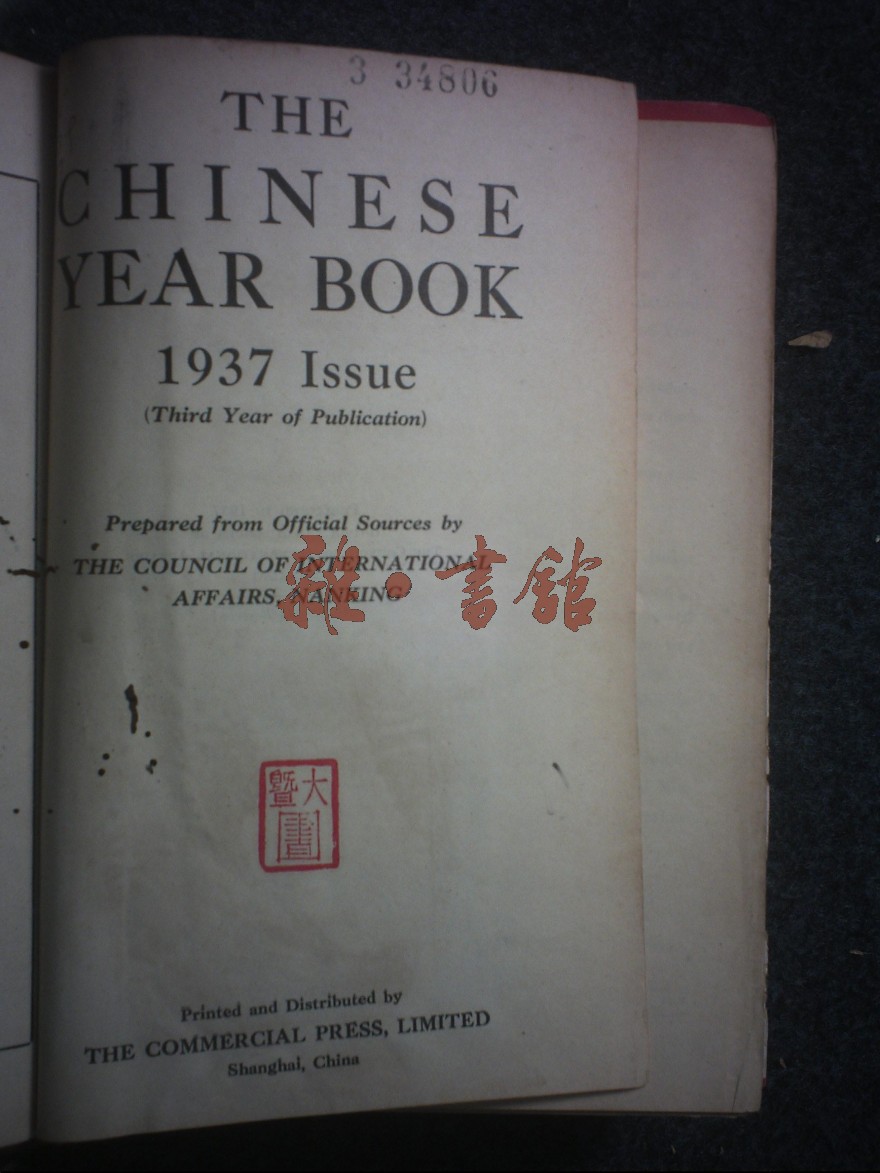 3 34806
THE
CHINESE
YEAR BOOK
1937 Issue
(Third Year of Publication)
Prepared from Official Sources by
THE COUNCIL OF INTERNATIONAL
AFFAIRS, NANKING
雜·書館
大暨圖書
Printed and Distributed by
THE COMMERCIAL PRESS, LIMITED
Shanghai, China